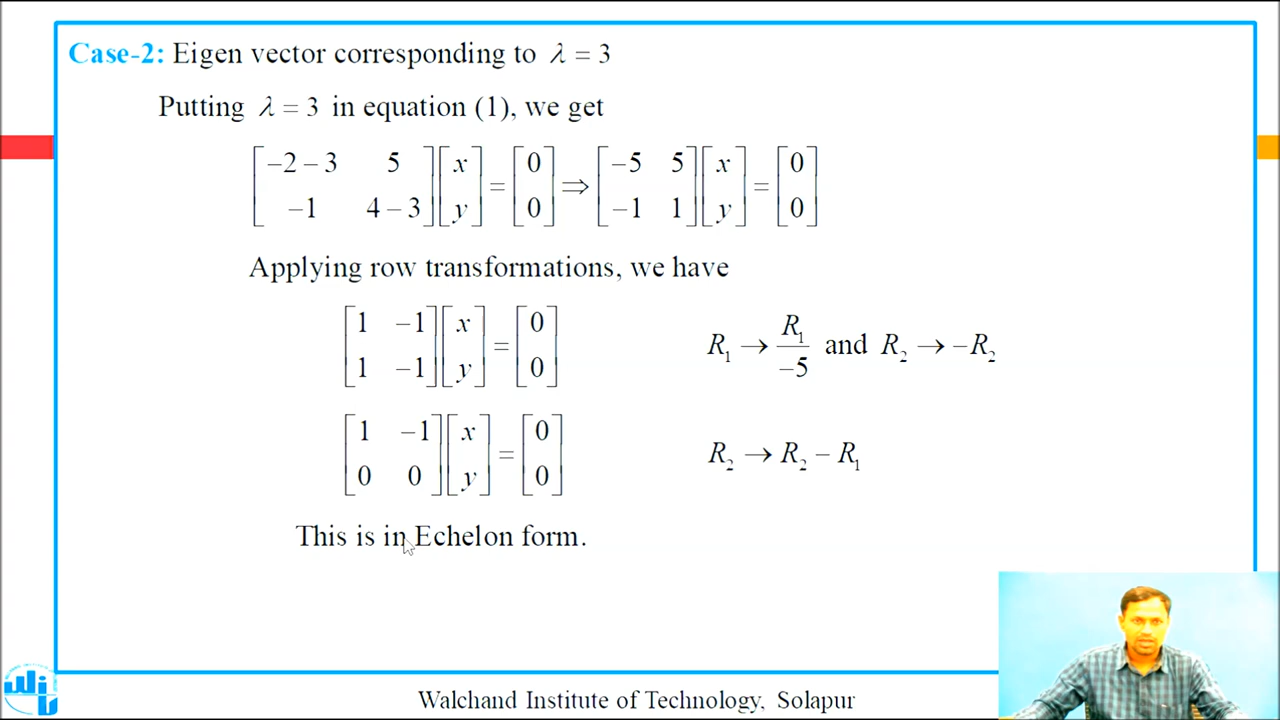 Case-2: Eigen vector corresponding to λ = 3
Putting λ = 3 in equation (1), we get
[−2 − 3 5; −1 4 − 3] [x; y] = [0; 0] ⇒ [−5 5; −1 1] [x; y] = [0; 0]
Applying row transformations, we have
[1 −1; 1 −1] [x; y] = [0; 0] R₁ → R₁/−5 and R₂ → −R₂
[1 −1; 0 0] [x; y] = [0; 0] R₂ → R₂ − R₁
This is in Echelon form.
Walchand Institute of Technology, Solapur